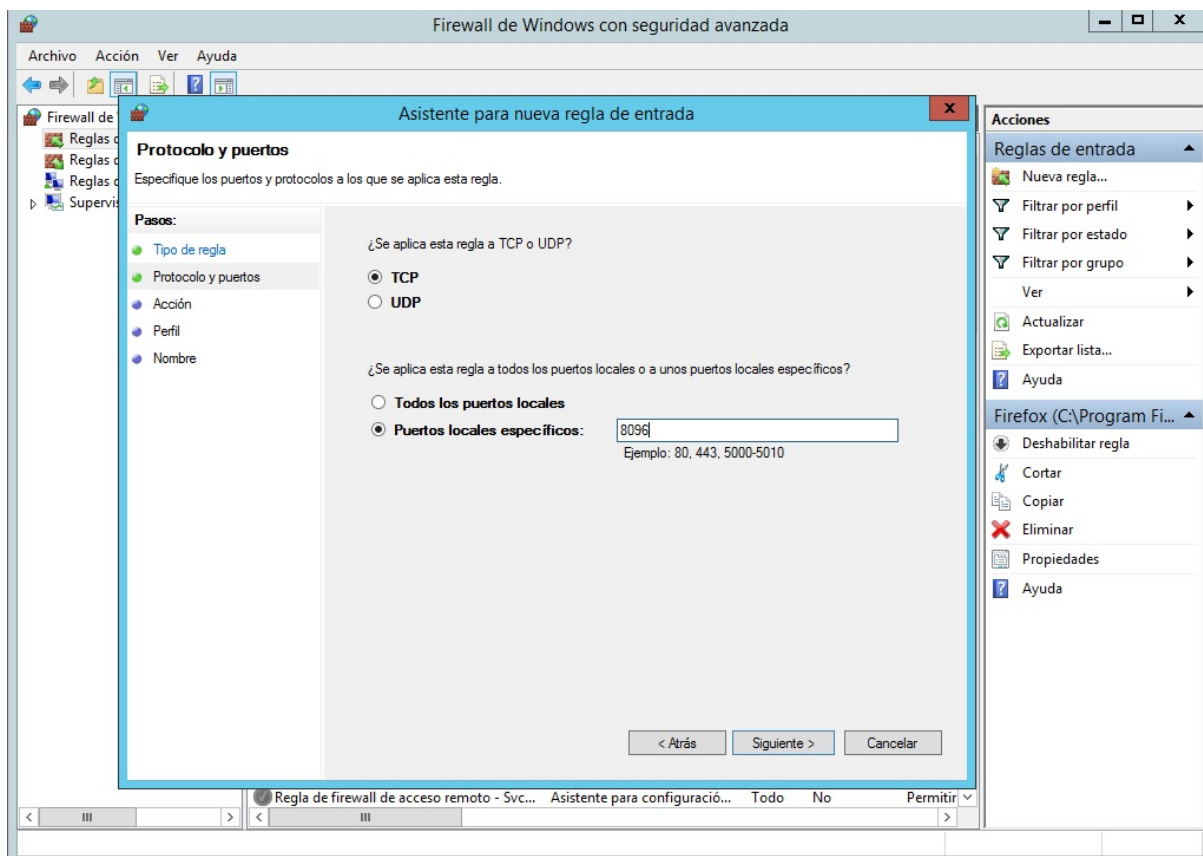 Firewall de Windows con seguridad avanzada
Archivo Acción Ver Ayuda
Firewall de
Reglas d
Reglas d
Reglas d
Supervis
Asistente para nueva regla de entrada
Protocolo y puertos
Especifique los puertos y protocolos a los que se aplica esta regla.
Pasos:
Tipo de regla
Protocolo y puertos
Acción
Perfil
Nombre
¿Se aplica esta regla a TCP o UDP?
TCP
UDP
¿Se aplica esta regla a todos los puertos locales o a unos puertos locales específicos?
Todos los puertos locales
Puertos locales específicos: 8096
Ejemplo: 80, 443, 5000-5010
< Atrás Siguiente > Cancelar
Regla de firewall de acceso remoto - Svc... Asistente para configuració... Todo No Permitir
Acciones
Reglas de entrada
Nueva regla...
Filtrar por perfil
Filtrar por estado
Filtrar por grupo
Ver
Actualizar
Exportar lista...
Ayuda
Firefox (C:\Program Fi...
Deshabilitar regla
Cortar
Copiar
Eliminar
Propiedades
Ayuda